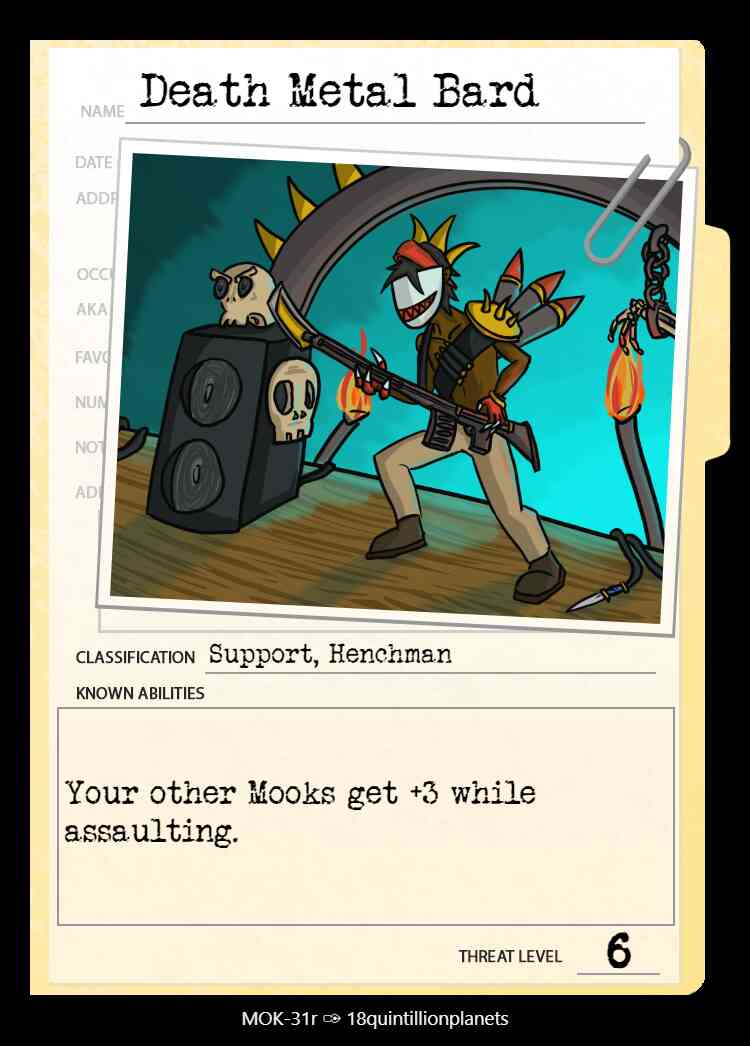 NAME Death Metal Bard
DATE
ADDR
OCCU
AKA
FAVO
NUM
NOT
ADD
CLASSIFICATION Support, Henchman
KNOWN ABILITIES
Your other Mooks get +3 while
assaulting.
THREAT LEVEL 6
MOK-31r ✑ 18quintillionplanets